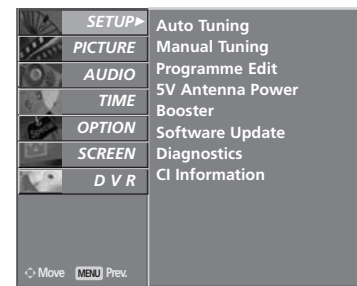 SETUP
PICTURE
AUDIO
TIME
OPTION
SCREEN
D V R
Auto Tuning
Manual Tuning
Programme Edit
5V Antenna Power
Booster
Software Update
Diagnostics
CI Information
Move MENU Prev.